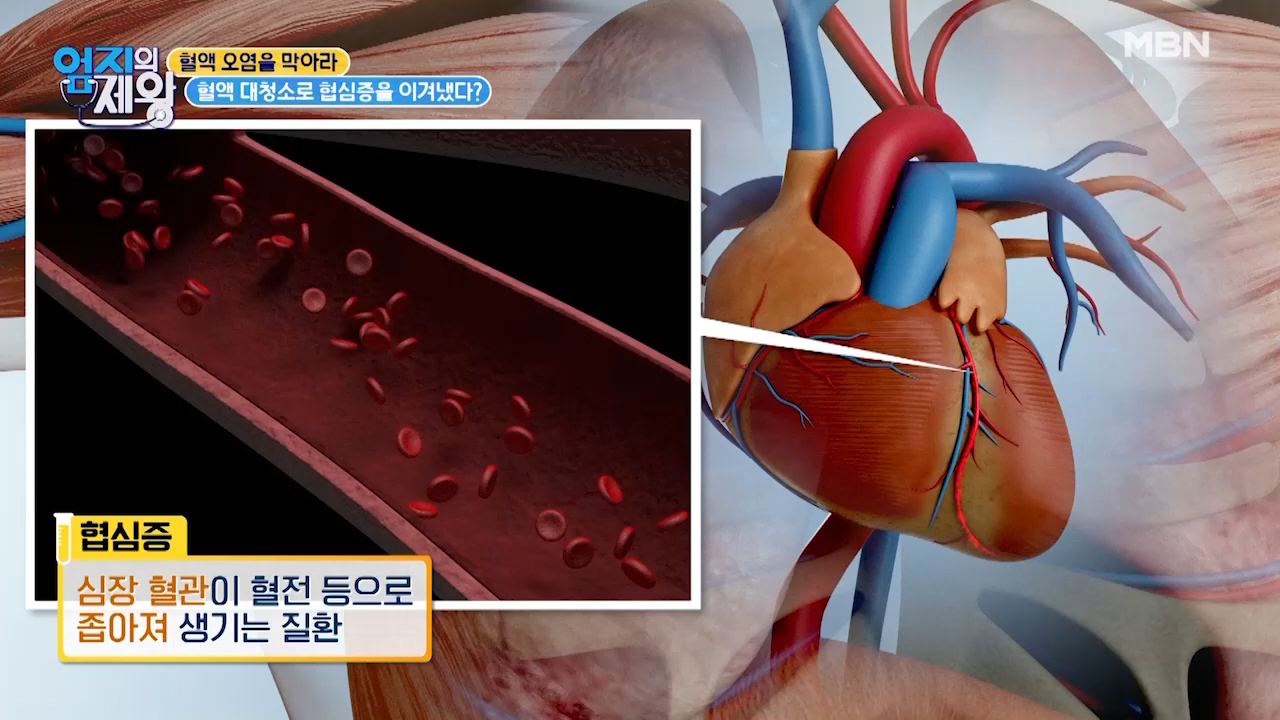 엄지의 제왕
혈액 오염을 막아라
혈액 대청소로 협심증을 이겨냈다?
MBN
협심증
심장 혈관이 혈전 등으로
좁아져 생기는 질환